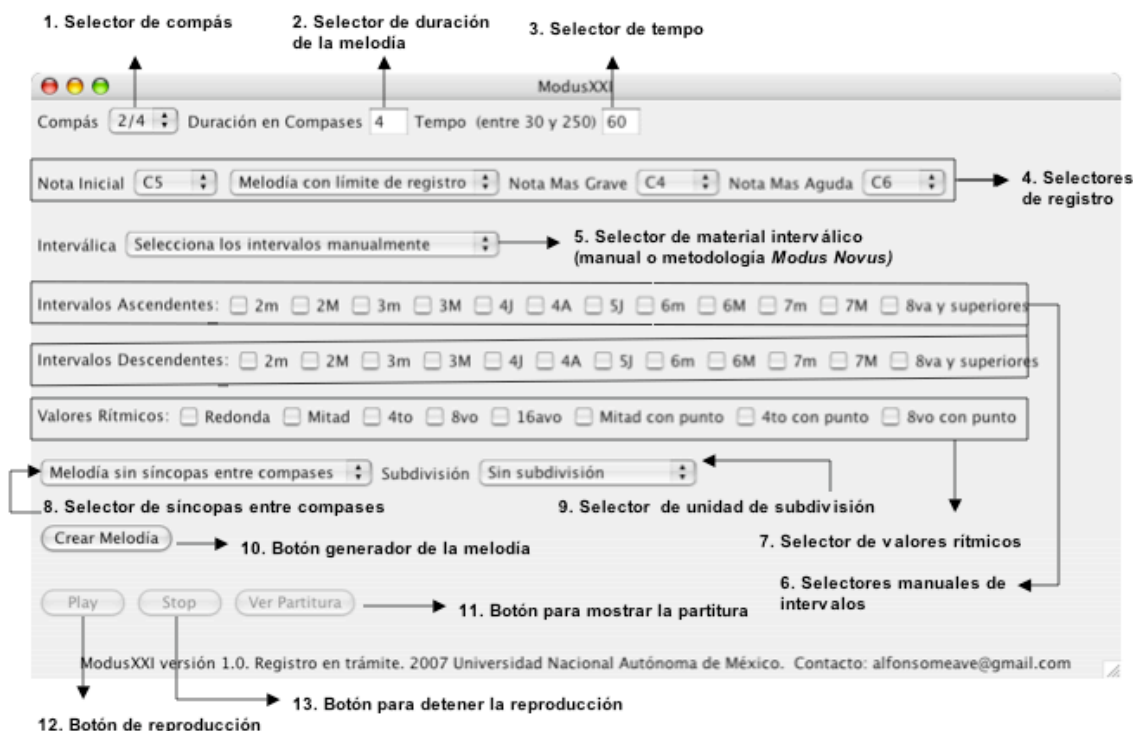 1. Selector de compás
2. Selector de duración
de la melodía
3. Selector de tempo
ModusXXI
Compás 2/4 Duración en Compases 4 Tempo (entre 30 y 250) 60
Nota Inicial C5 Melodía con límite de registro Nota Mas Grave C4 Nota Mas Aguda C6
4. Selectores
de registro
Interválica Selecciona los intervalos manualmente
5. Selector de material interválico
(manual o metodología Modus Novus)
Intervalos Ascendentes: 2m 2M 3m 3M 4J 4A 5J 6m 6M 7m 7M 8va y superiores
Intervalos Descendentes: 2m 2M 3m 3M 4J 4A 5J 6m 6M 7m 7M 8va y superiores
Valores Rítmicos: Redonda Mitad 4to 8vo 16avo Mitad con punto 4to con punto 8vo con punto
Melodía sin síncopas entre compases Subdivisión Sin subdivisión
8. Selector de síncopas entre compases
9. Selector de unidad de subdivisión
Crear Melodía
10. Botón generador de la melodía
7. Selector de valores rítmicos
6. Selectores manuales de
intervalos
Play Stop Ver Partitura
11. Botón para mostrar la partitura
ModusXXI versión 1.0. Registro en trámite. 2007 Universidad Nacional Autónoma de México. Contacto: alfonsomeave@gmail.com
13. Botón para detener la reproducción
12. Botón de reproducción